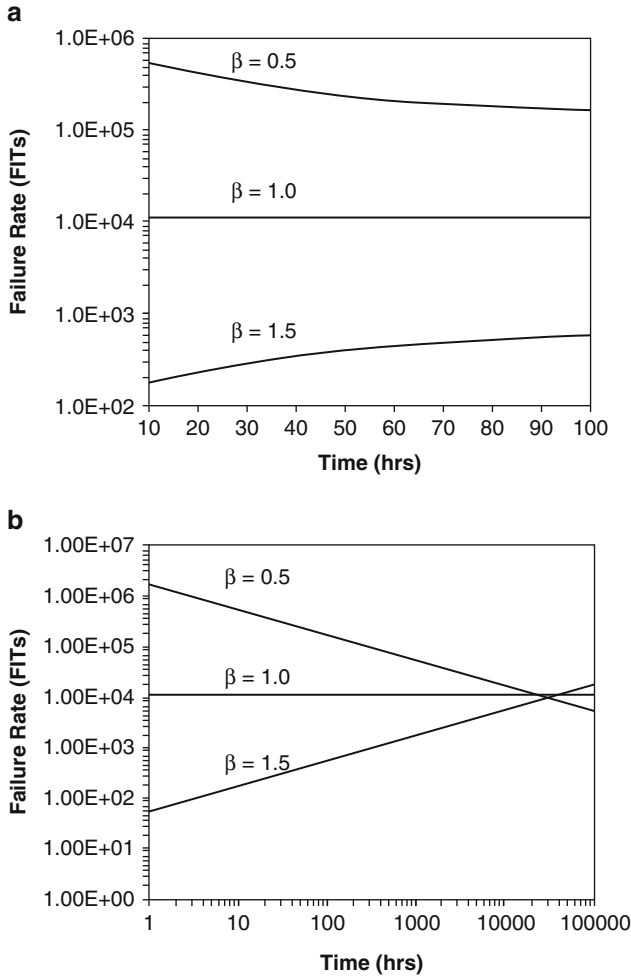 a
Failure Rate (FITs)
1.0E+06
1.0E+05
1.0E+04
1.0E+03
1.0E+02
β = 0.5
β = 1.0
β = 1.5
10 20 30 40 50 60 70 80 90 100
Time (hrs)
b
Failure Rate (FITs)
1.00E+07
1.00E+06
1.00E+05
1.00E+04
1.00E+03
1.00E+02
1.00E+01
1.00E+00
β = 0.5
β = 1.0
β = 1.5
1 10 100 1000 10000 100000
Time (hrs)